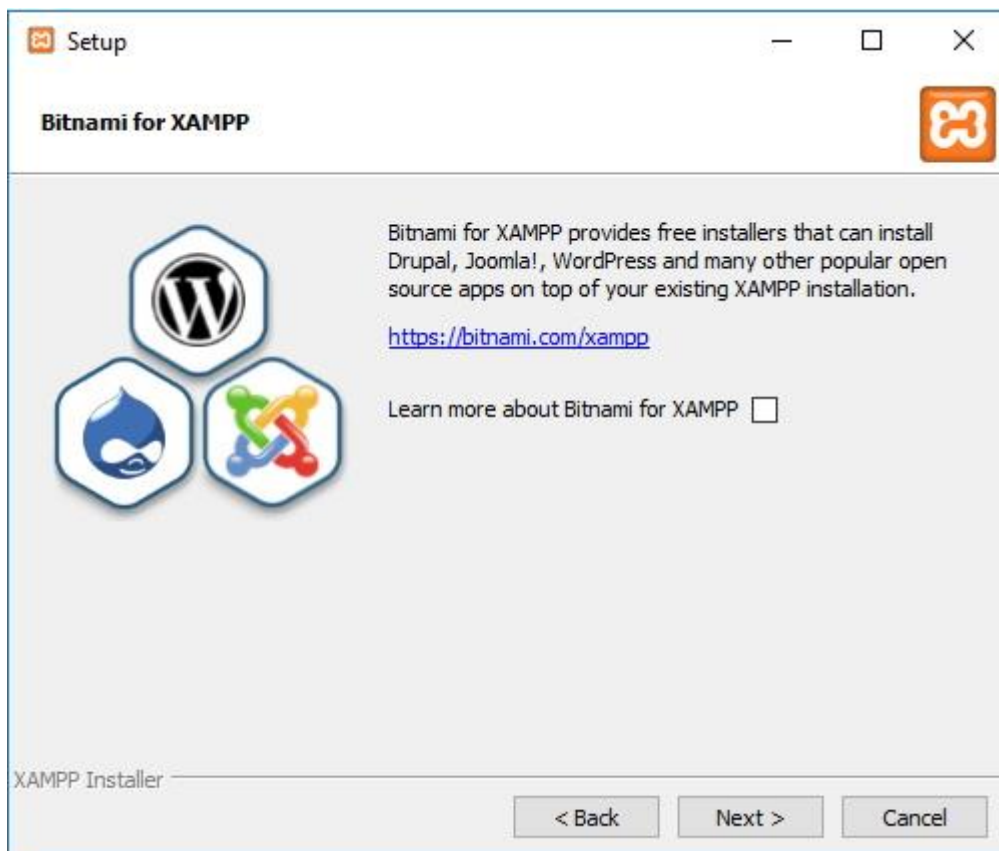 Setup
Bitnami for XAMPP
Bitnami for XAMPP provides free installers that can install
Drupal, Joomla!, WordPress and many other popular open
source apps on top of your existing XAMPP installation.
https://bitnami.com/xampp
Learn more about Bitnami for XAMPP
XAMPP Installer
< Back
Next >
Cancel